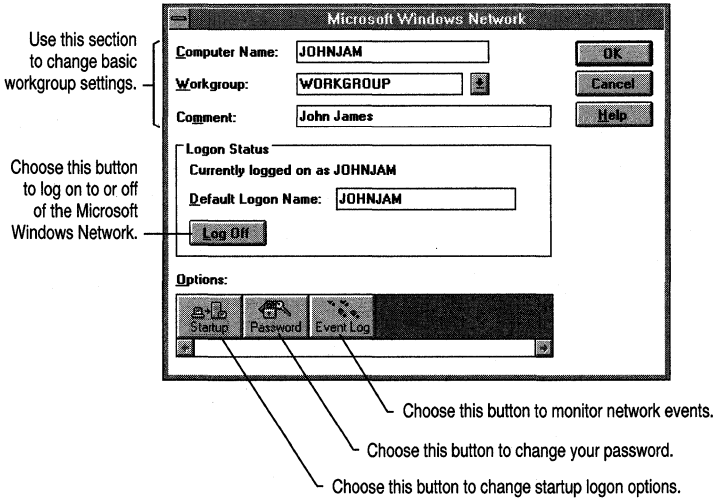 Microsoft Windows Network
Use this section
to change basic
workgroup settings.
Computer Name: JOHNJAM
Workgroup: WORKGROUP
Comment: John James
OK
Cancel
Help
Choose this button
to log on to or off
of the Microsoft
Windows Network.
Logon Status
Currently logged on as JOHNJAM
Default Logon Name: JOHNJAM
Log Off
Options:
Startup Password Event Log
Choose this button to monitor network events.
Choose this button to change your password.
Choose this button to change startup logon options.